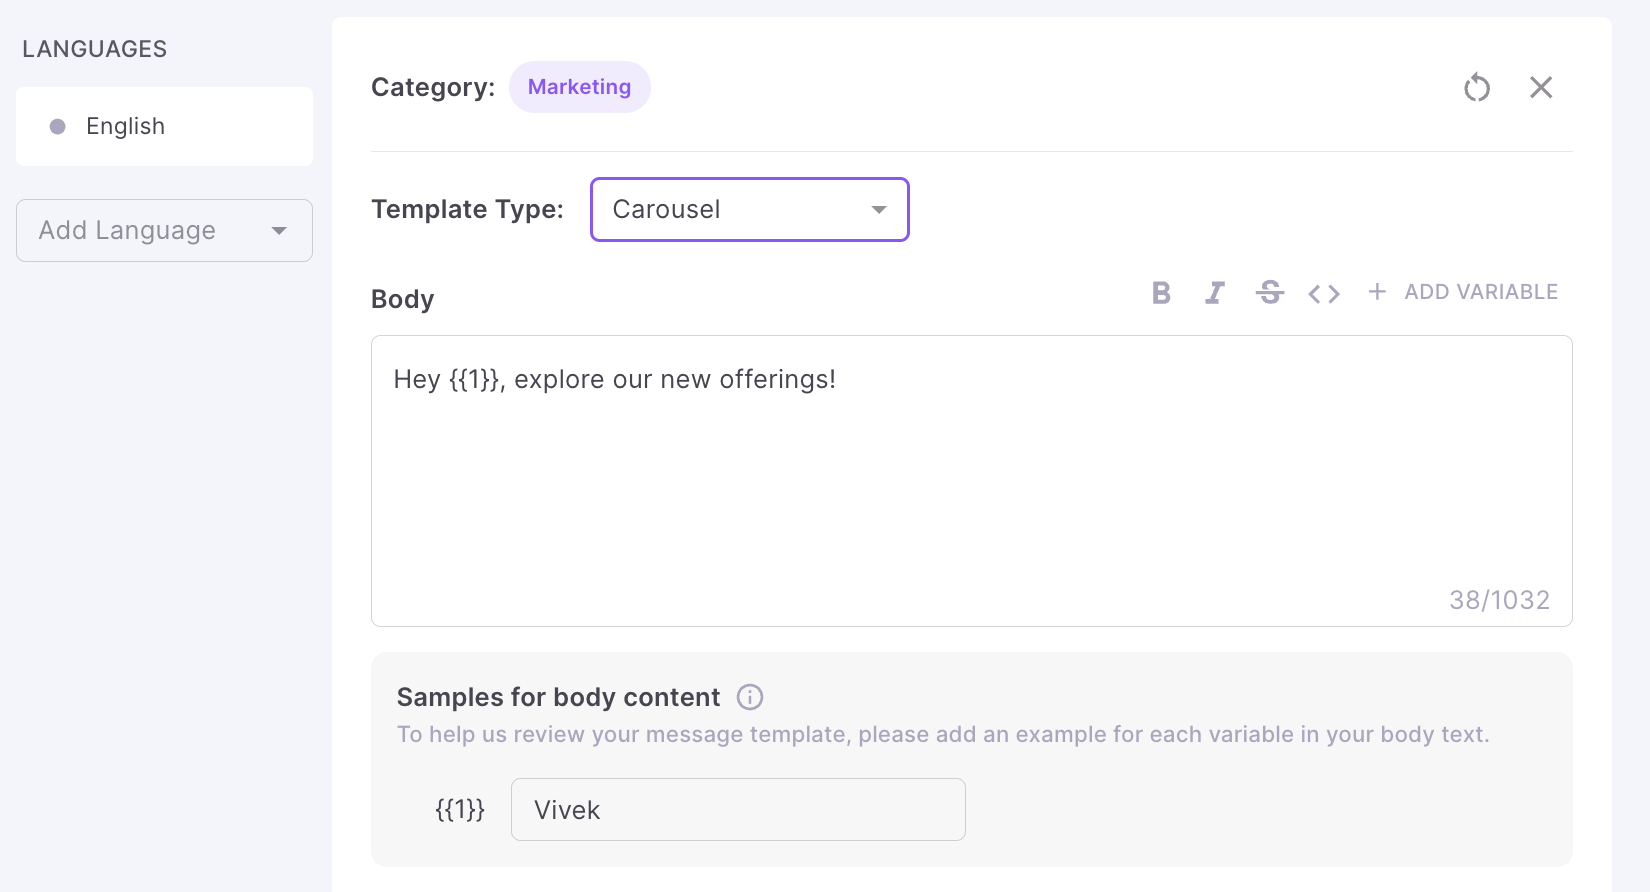 LANGUAGES
English
Add Language
Category: Marketing
Template Type: Carousel
Body
B I S <> + ADD VARIABLE
Hey {{1}}, explore our new offerings!
38/1032
Samples for body content
To help us review your message template, please add an example for each variable in your body text.
{{1}} Vivek